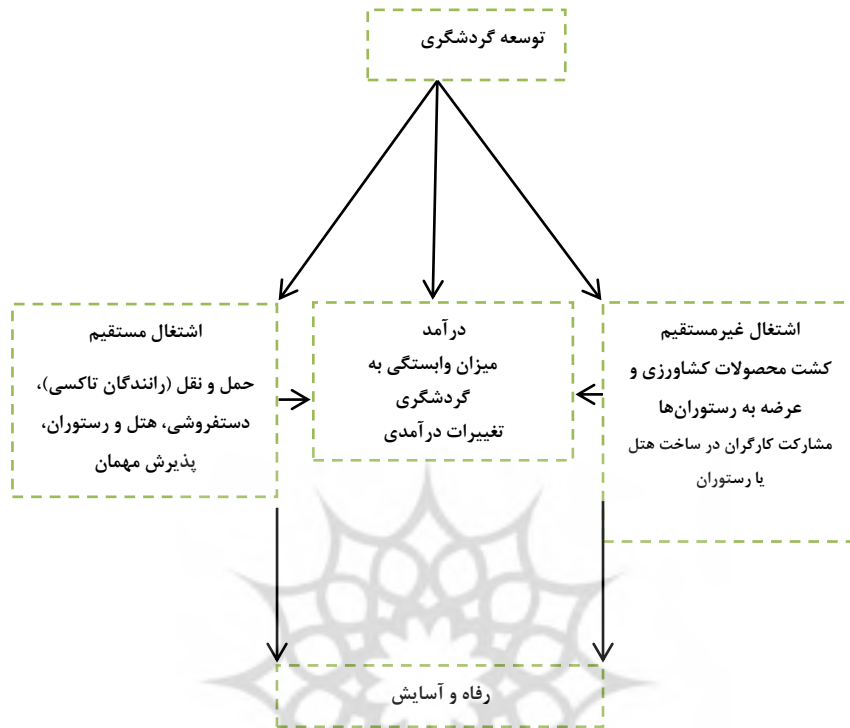 توسعه گردشگری
اشتغال غیرمستقیم
کشت محصولات کشاورزی و
عرضه به رستوران‌ها
مشارکت کارگران در ساخت هتل
یا رستوران
درآمد
میزان وابستگی به
گردشگری
تغییرات درآمدی
اشتغال مستقیم
حمل و نقل (رانندگان تاکسی)،
دستفروشی، هتل و رستوران،
پذیرش مهمان
رفاه و آسایش